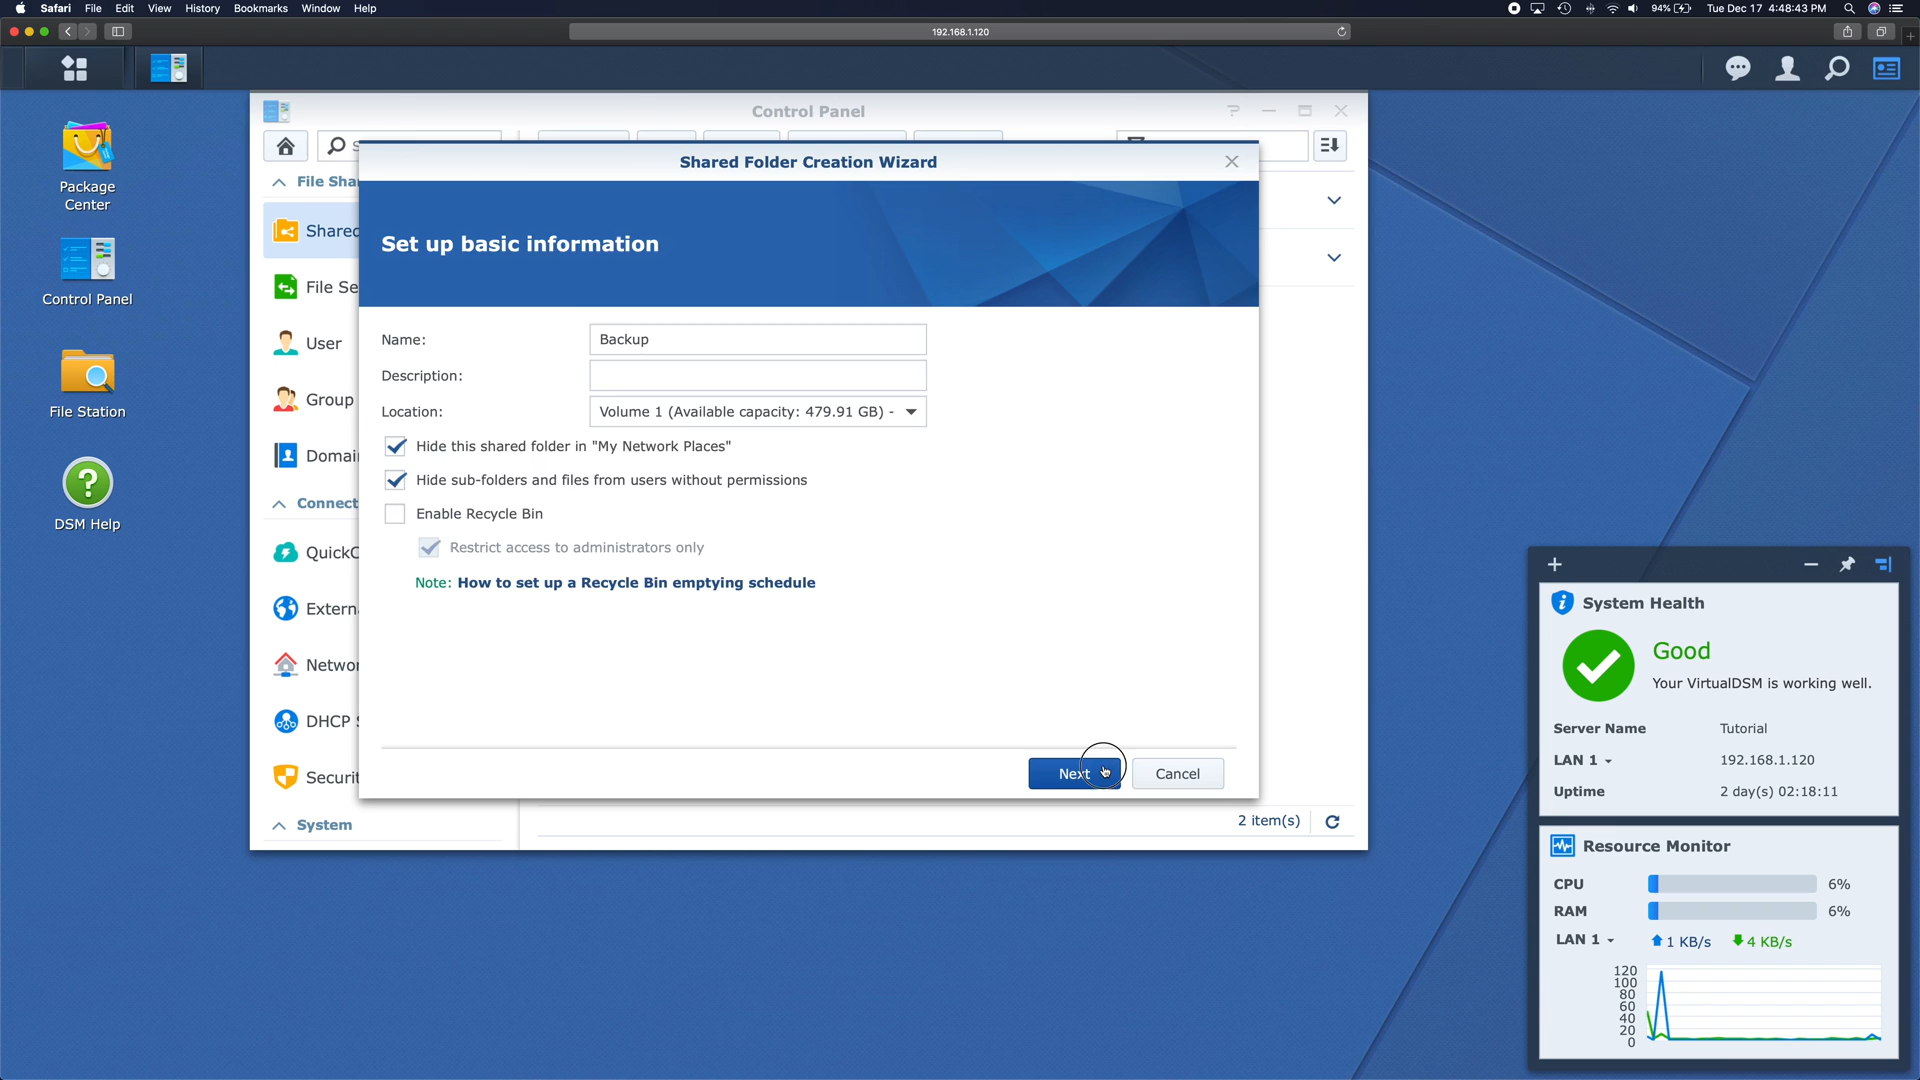 Safari File Edit View History Bookmarks Window Help
94% Tue Dec 17 4:48:43 PM
192.168.1.120
Package
Center
Control Panel
File Station
DSM Help
Control Panel
S
Shared Folder Creation Wizard
File Sha
Shared
File Se
User
Group
Domai
Connect
QuickC
Extern
Networ
DHCP S
Securit
System
Set up basic information
Name: Backup
Description:
Location: Volume 1 (Available capacity: 479.91 GB) -
Hide this shared folder in "My Network Places"
Hide sub-folders and files from users without permissions
Enable Recycle Bin
Restrict access to administrators only
Note: How to set up a Recycle Bin emptying schedule
Next Cancel
2 item(s)
System Health
Good
Your VirtualDSM is working well.
Server Name Tutorial
LAN 1 192.168.1.120
Uptime 2 day(s) 02:18:11
Resource Monitor
CPU 6%
RAM 6%
LAN 1 1 KB/s 4 KB/s
120
100
80
60
40
20
0